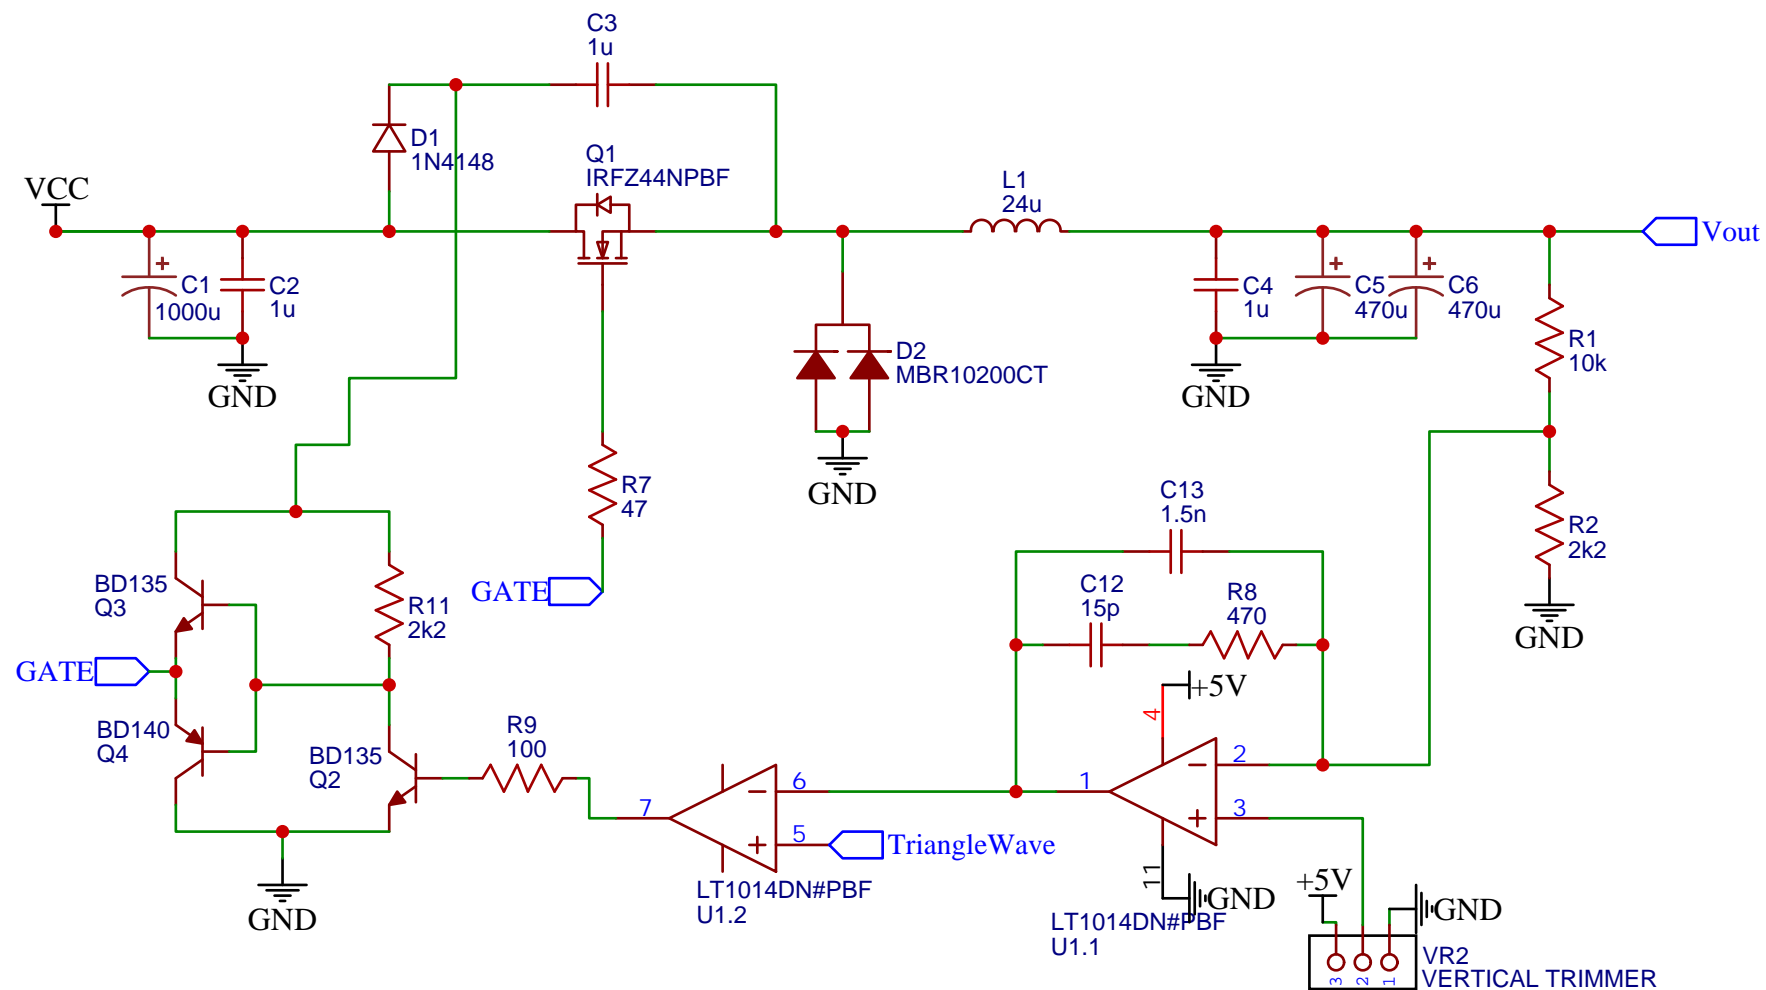 C3
1u
D1
1N4148
Q1
IRFZ44NPBF
VCC
L1
24u
Vout
C1
1000u
C2
1u
GND
D2
MBR10200CT
GND
C4
1u
C5
470u
C6
470u
GND
R1
10k
R7
47
GATE
R2
2k2
GND
C13
1.5n
C12
15p
R8
470
BD135
Q3
R11
2k2
GATE
BD140
Q4
BD135
Q2
R9
100
GND
7
6
5
TriangleWave
LT1014DN#PBF
U1.2
+5V
4
1
2
3
11
GND
LT1014DN#PBF
U1.1
+5V
GND
3
2
1
VR2
VERTICAL TRIMMER